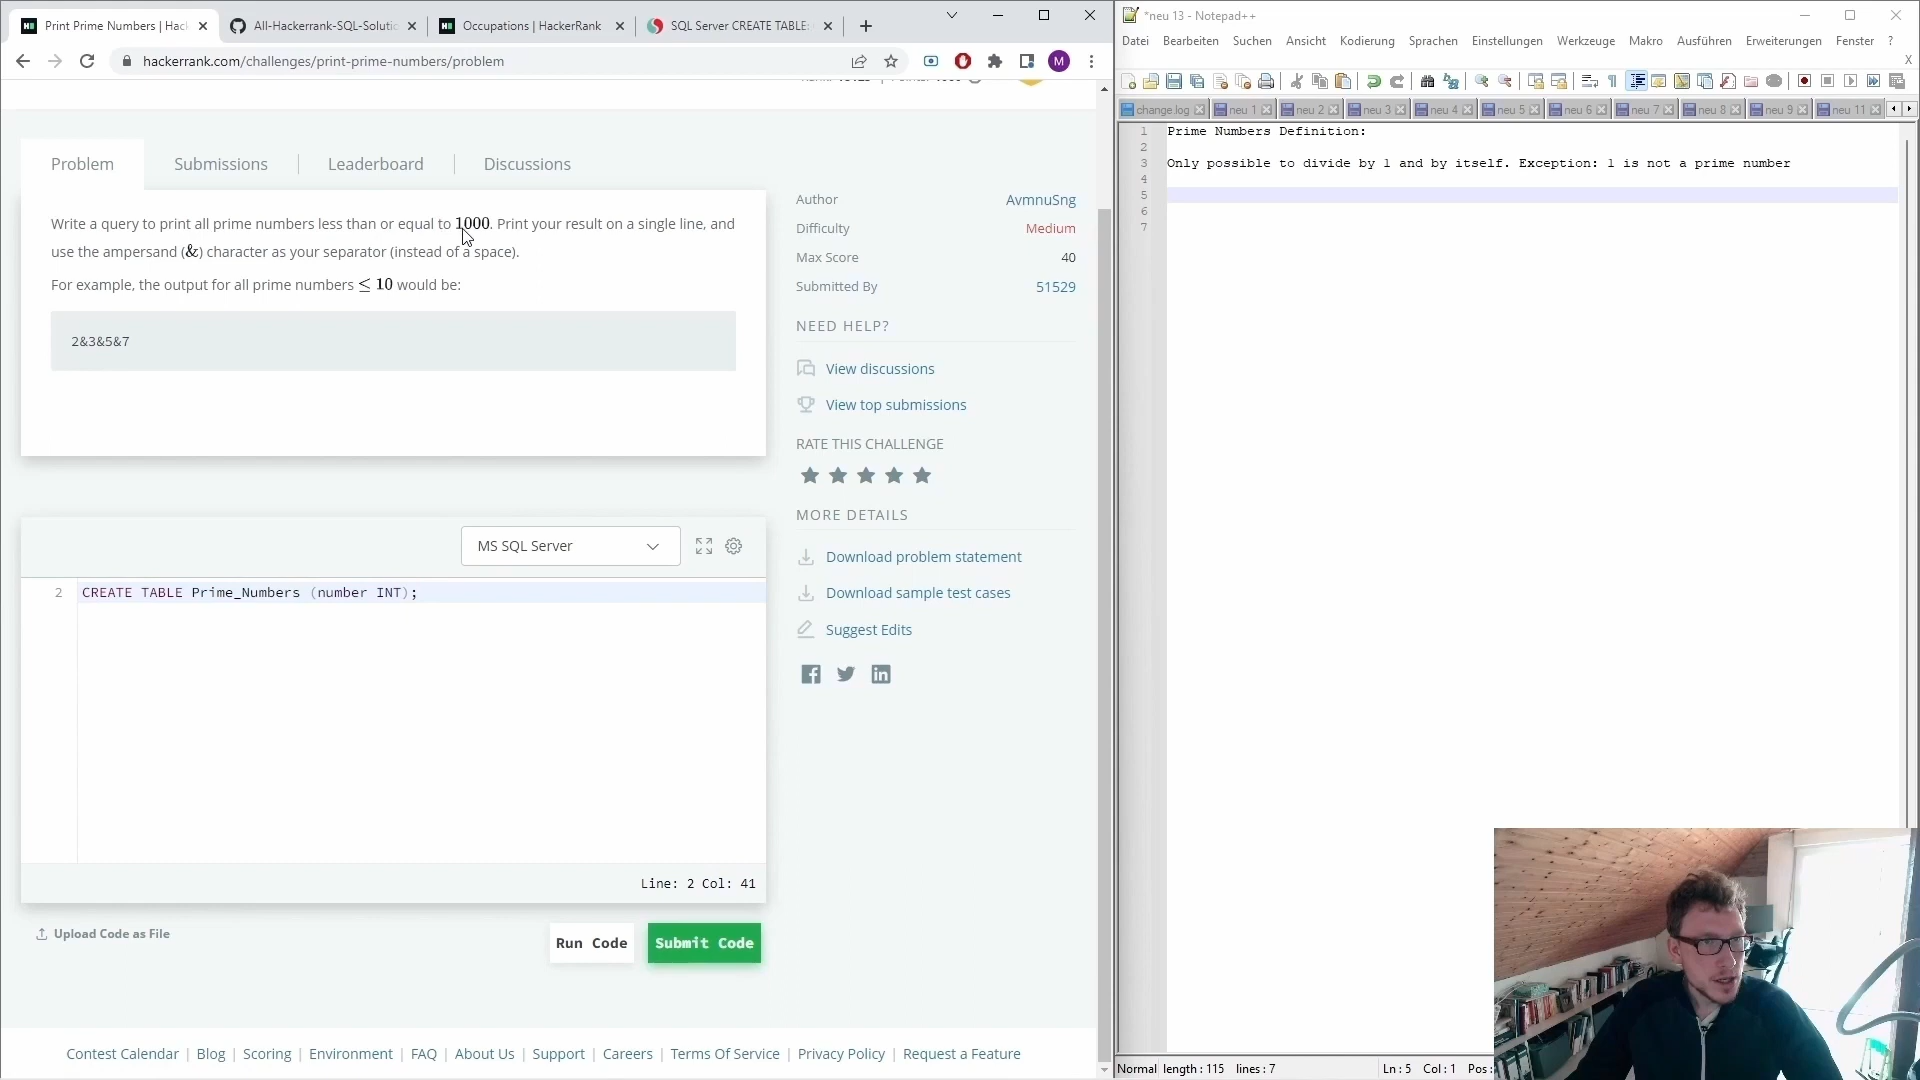 Print Prime Numbers | Hack
All-Hackerrank-SQL-Solutio
Occupations | HackerRank
SQL Server CREATE TABLE:
hackerrank.com/challenges/print-prime-numbers/problem
M
Problem
Submissions
Leaderboard
Discussions
Write a query to print all prime numbers less than or equal to 1000. Print your result on a single line, and
use the ampersand (&) character as your separator (instead of a space).
For example, the output for all prime numbers ≤ 10 would be:
2&3&5&7
Author AvmnuSng
Difficulty Medium
Max Score 40
Submitted By 51529
NEED HELP?
View discussions
View top submissions
RATE THIS CHALLENGE
MORE DETAILS
Download problem statement
Download sample test cases
Suggest Edits
MS SQL Server
2 CREATE TABLE Prime_Numbers (number INT);
Line: 2 Col: 41
Upload Code as File
Run Code
Submit Code
Contest Calendar | Blog | Scoring | Environment | FAQ | About Us | Support | Careers | Terms Of Service | Privacy Policy | Request a Feature
*neu 13 - Notepad++
Datei Bearbeiten Suchen Ansicht Kodierung Sprachen Einstellungen Werkzeuge Makro Ausführen Erweiterungen Fenster ?
X
change.log neu 1 neu 2 neu 3 neu 4 neu 5 neu 6 neu 7 neu 8 neu 9 neu 11
1 Prime Numbers Definition:
2
3 Only possible to divide by 1 and by itself. Exception: 1 is not a prime number
4
5
6
7
Normal length : 115 lines : 7 Ln : 5 Col : 1 Pos :